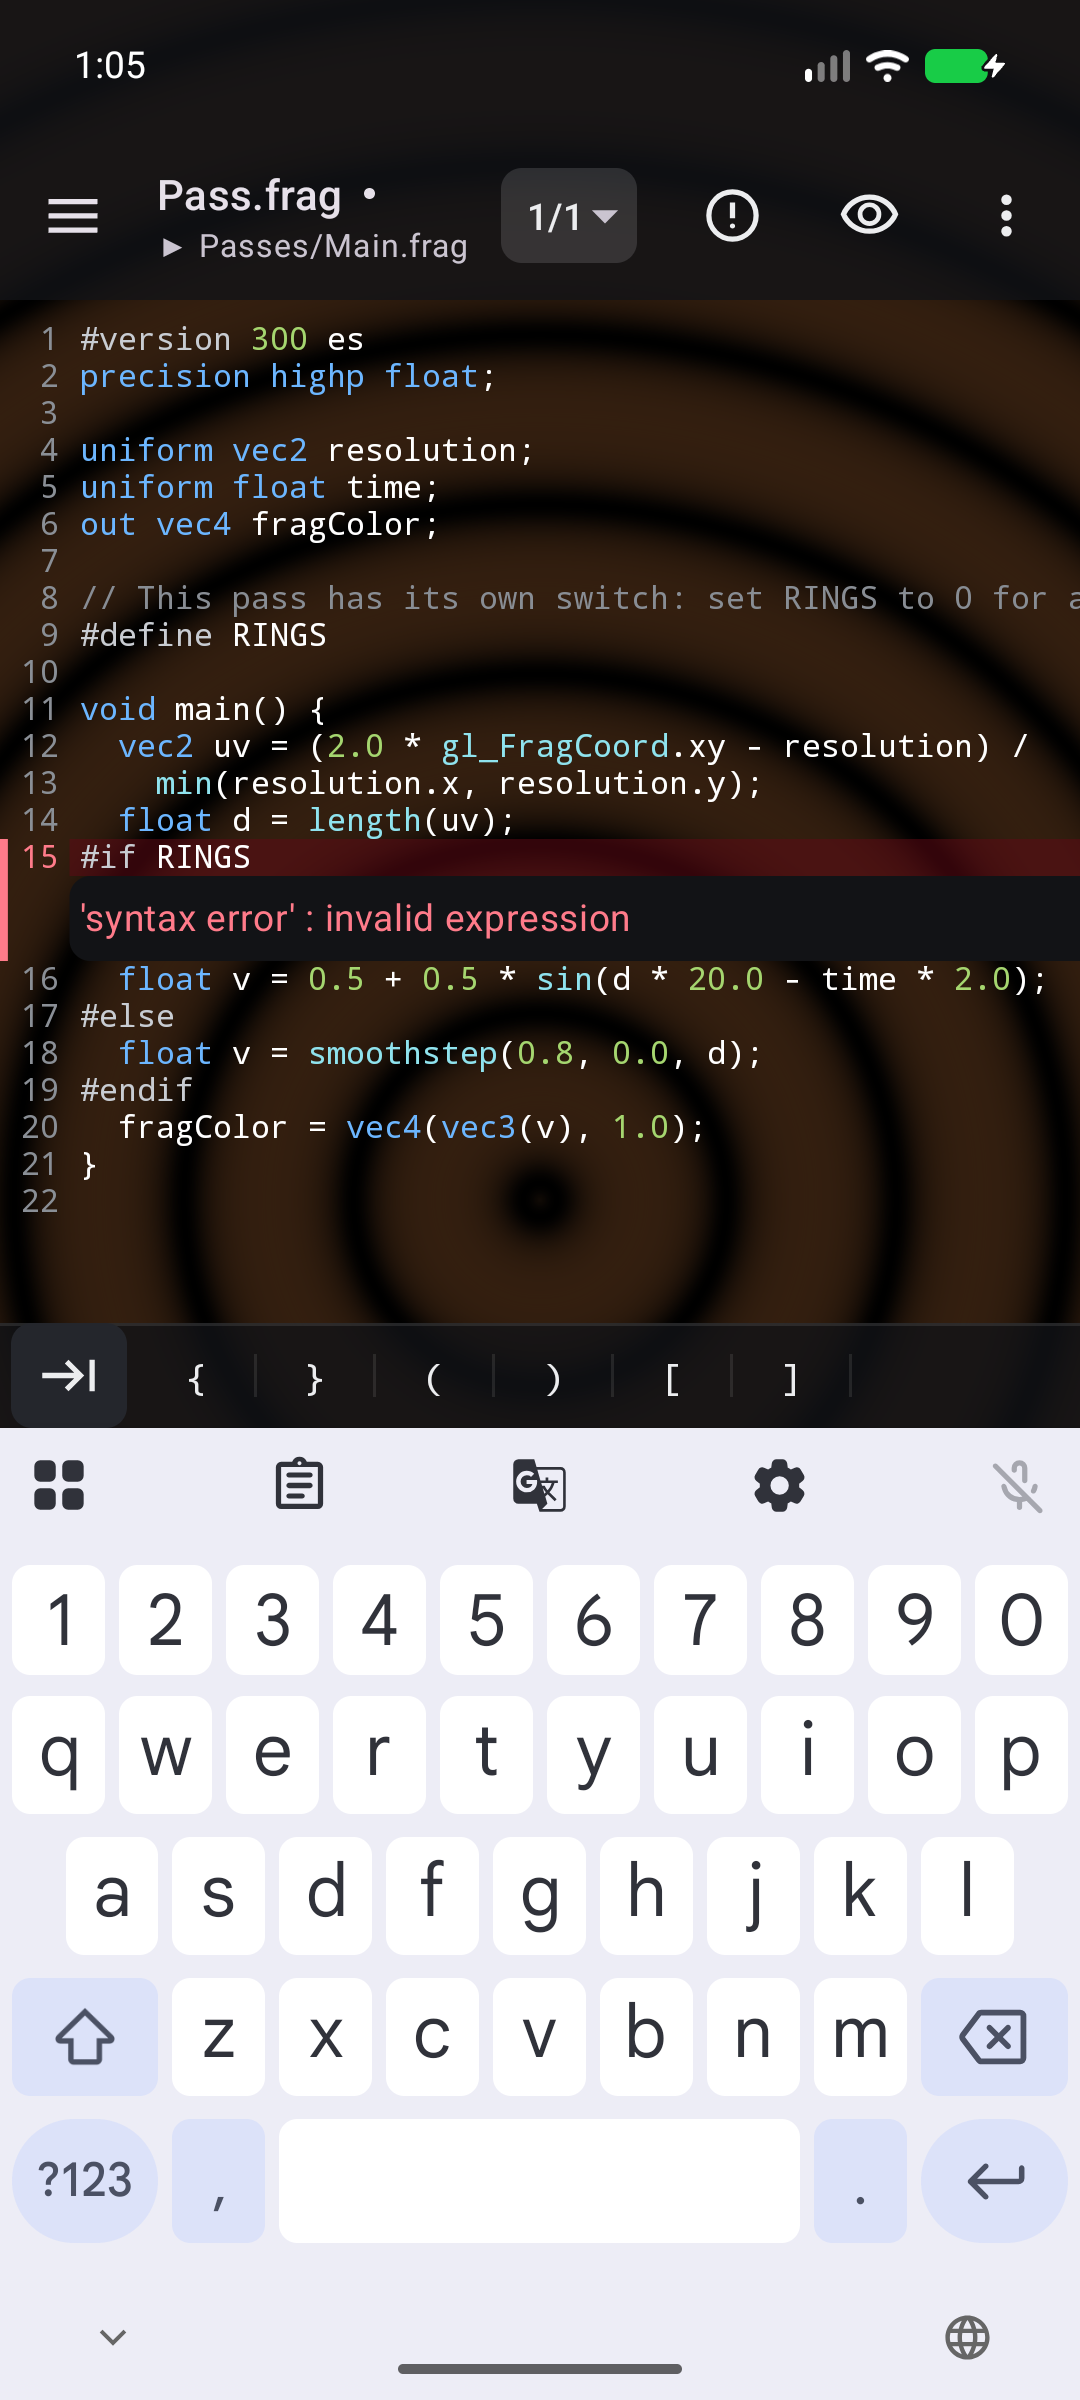 1:05
Pass.frag •
► Passes/Main.frag
1/1
1 #version 300 es
2 precision highp float;
3
4 uniform vec2 resolution;
5 uniform float time;
6 out vec4 fragColor;
7
8 // This pass has its own switch: set RINGS to 0 for a
9 #define RINGS
10
11 void main() {
12   vec2 uv = (2.0 * gl_FragCoord.xy - resolution) /
13     min(resolution.x, resolution.y);
14   float d = length(uv);
15 #if RINGS
'syntax error' : invalid expression
16   float v = 0.5 + 0.5 * sin(d * 20.0 - time * 2.0);
17 #else
18   float v = smoothstep(0.8, 0.0, d);
19 #endif
20   fragColor = vec4(vec3(v), 1.0);
21 }
22
{ } ( ) [ ]
1 2 3 4 5 6 7 8 9 0
q w e r t y u i o p
a s d f g h j k l
z x c v b n m
?123 , .